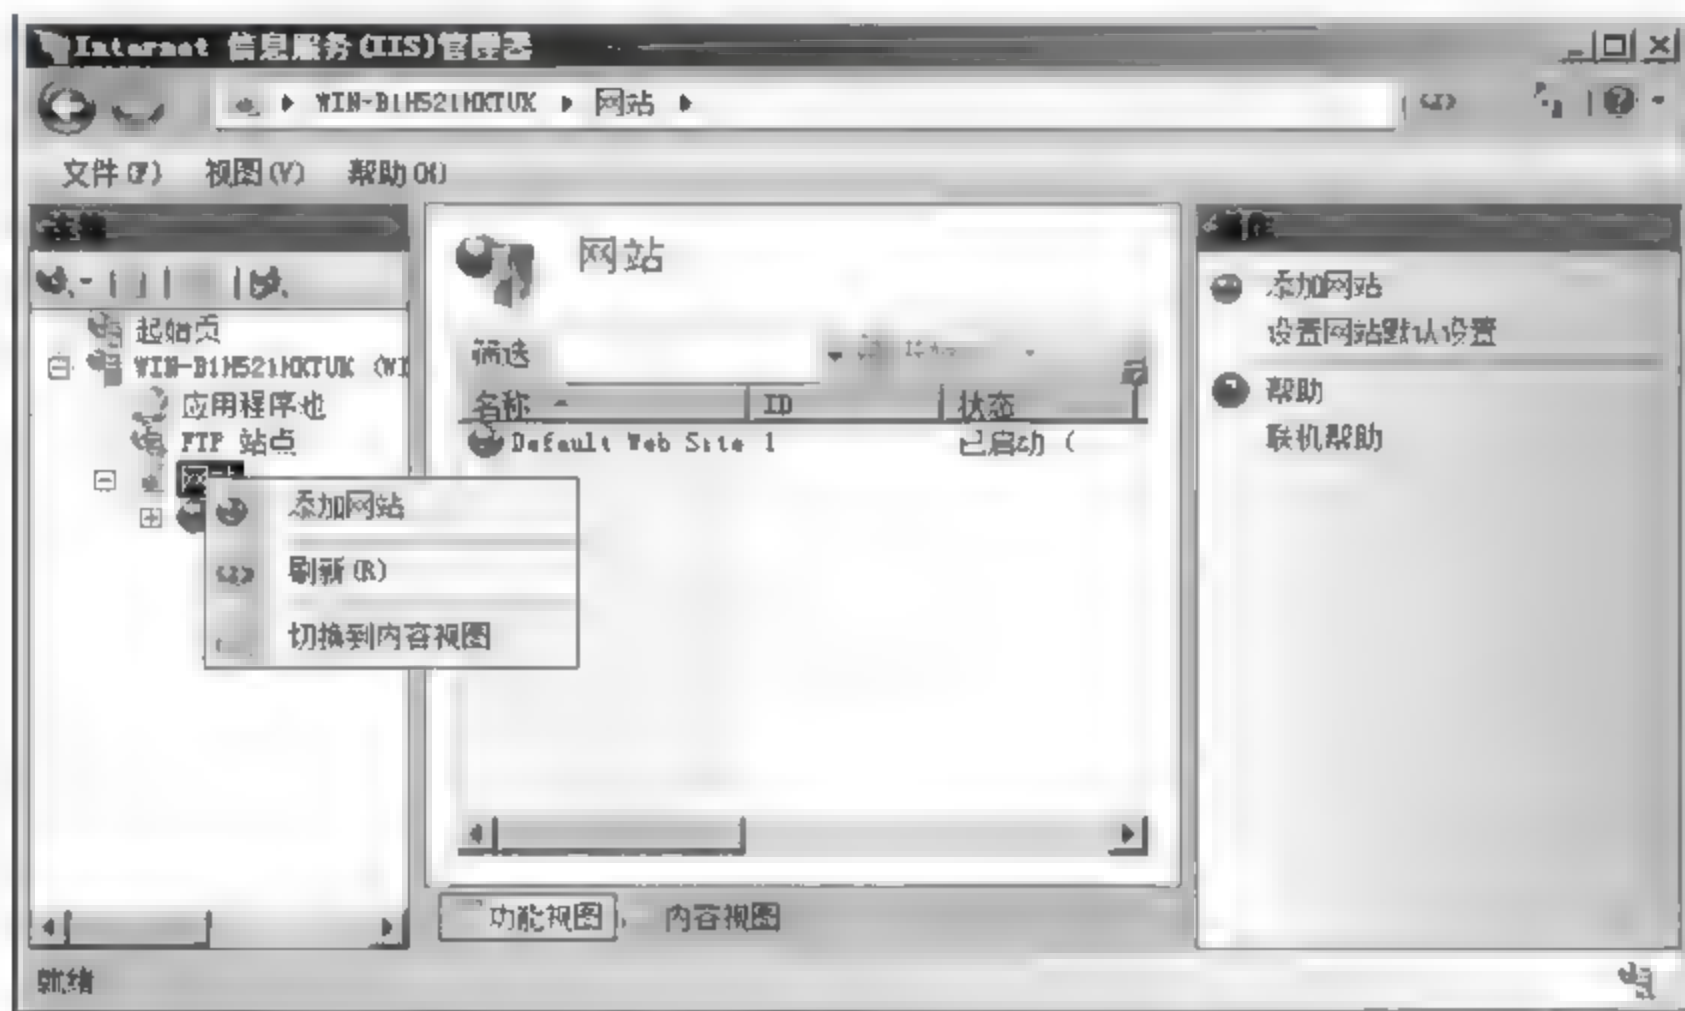 Internet 信息服务(IIS)管理器
网站
文件(F) 视图(V) 帮助(H)
网站
起始页
应用程序池
FTP 站点
添加网站
刷新(R)
切换到内容视图
筛选
名称 ID 状态
Default Web Site 1 已启动 (
功能视图 内容视图
添加网站
设置网站默认设置
帮助
联机帮助
就绪